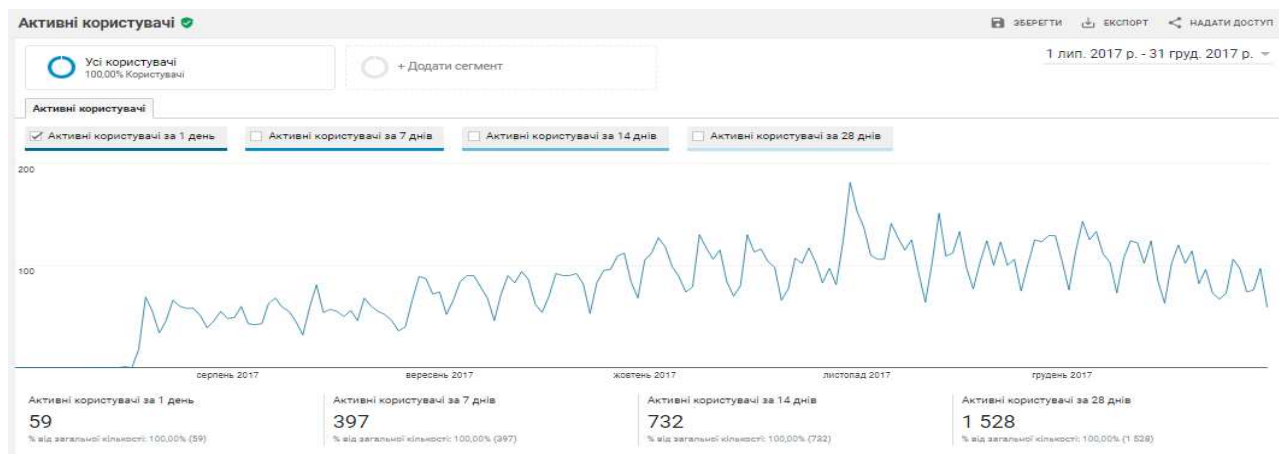 Активні користувачі
ЗБЕРЕГТИ ЕКСПОРТ НАДАТИ ДОСТУП
Усі користувачі
100,00% Користувачі
+ Додати сегмент
1 лип. 2017 р. - 31 груд. 2017 р.
Активні користувачі
Активні користувачі за 1 день Активні користувачі за 7 днів Активні користувачі за 14 днів Активні користувачі за 28 днів
200
100
серпень 2017 вересень 2017 жовтень 2017 листопад 2017 грудень 2017
Активні користувачі за 1 день Активні користувачі за 7 днів Активні користувачі за 14 днів Активні користувачі за 28 днів
59 397 732 1 528
% від загальної кількості: 100,00% (59) % від загальної кількості: 100,00% (397) % від загальної кількості: 100,00% (732) % від загальної кількості: 100,00% (1 528)